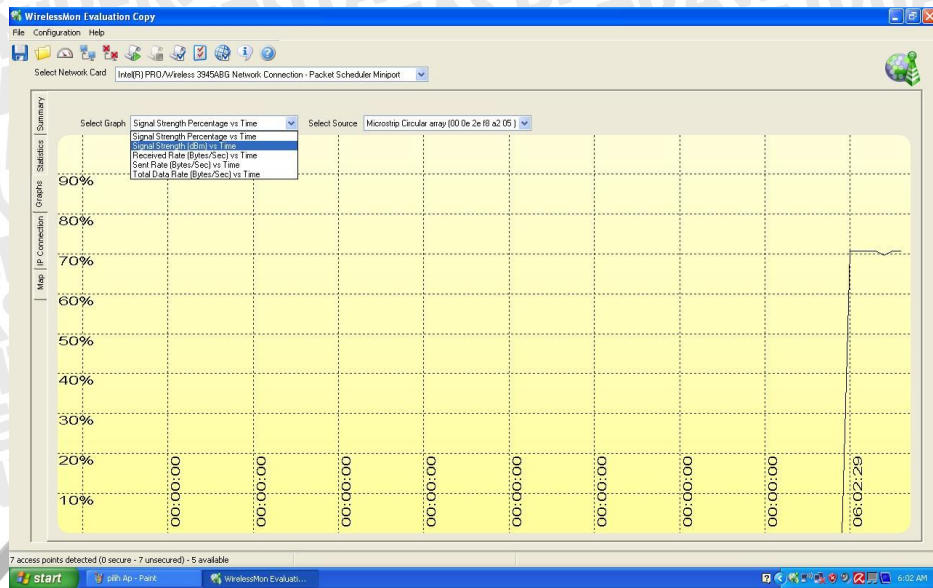 WirelessMon Evaluation Copy
File Configuration Help
Select Network Card Intel(R) PRO/Wireless 3945ABG Network Connection - Packet Scheduler Miniport
Summary
Statistics
Graphs
IP Connection
Map
Select Graph Signal Strength Percentage vs Time Select Source Microstrip Circular array (00 0e 2e f8 a2 05 )
Signal Strength Percentage vs Time
Signal Strength (dBm) vs Time
Received Rate (Bytes/Sec) vs Time
Sent Rate (Bytes/Sec) vs Time
Total Data Rate (Bytes/Sec) vs Time
90%
80%
70%
60%
50%
40%
30%
20%
10%
00:00:00
00:00:00
00:00:00
00:00:00
00:00:00
00:00:00
00:00:00
00:00:00
06:02:29
7 access points detected (0 secure - 7 unsecured) - 5 available
start pilih Ap - Paint WirelessMon Evaluati... 6:02 AM